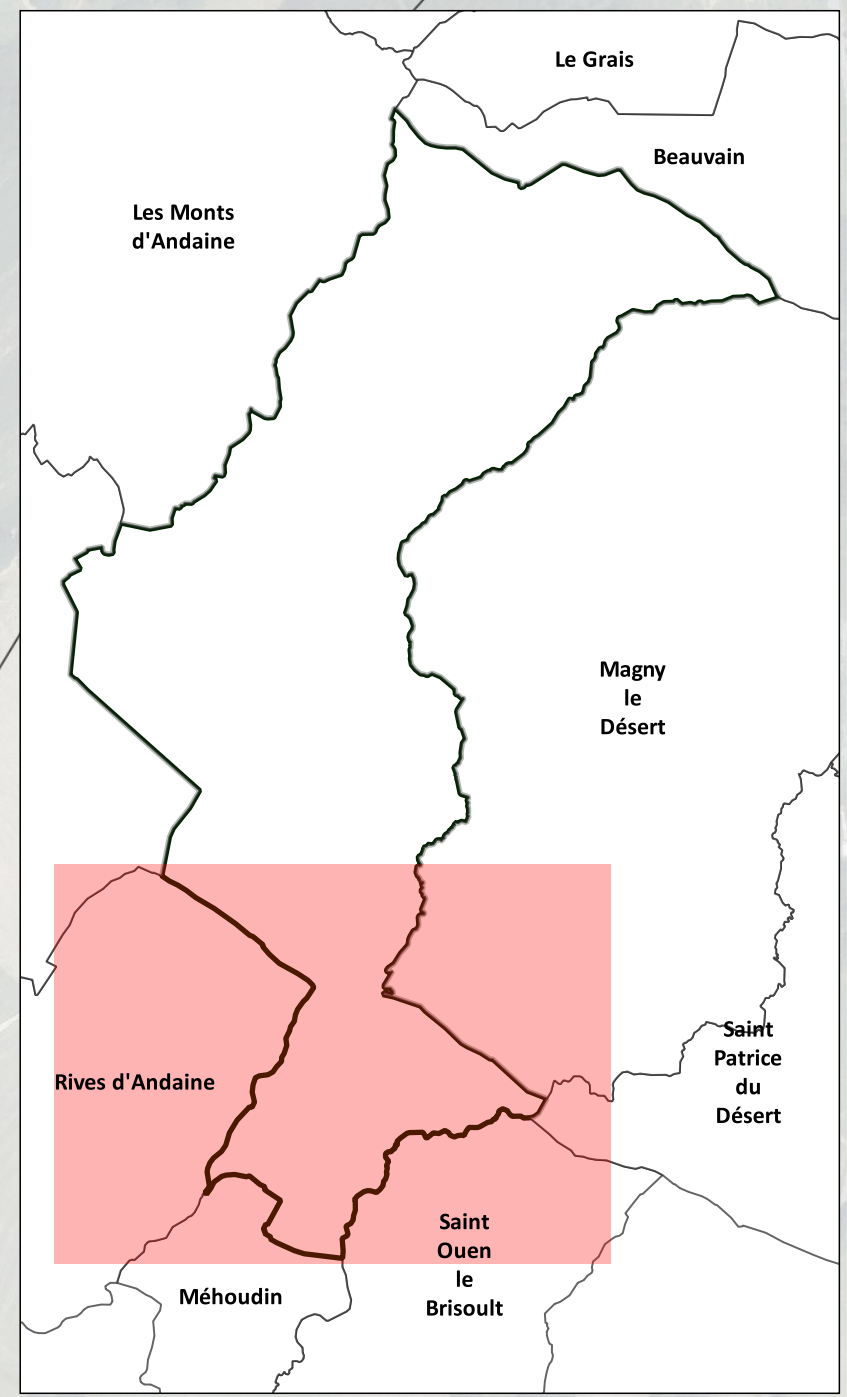 Le Grais
Beauvain
Les Monts
d'Andaine
Magny
le
Désert
Saint
Patrice
du
Désert
Rives d'Andaine
Saint
Ouen
le
Brisoult
Méhoudin